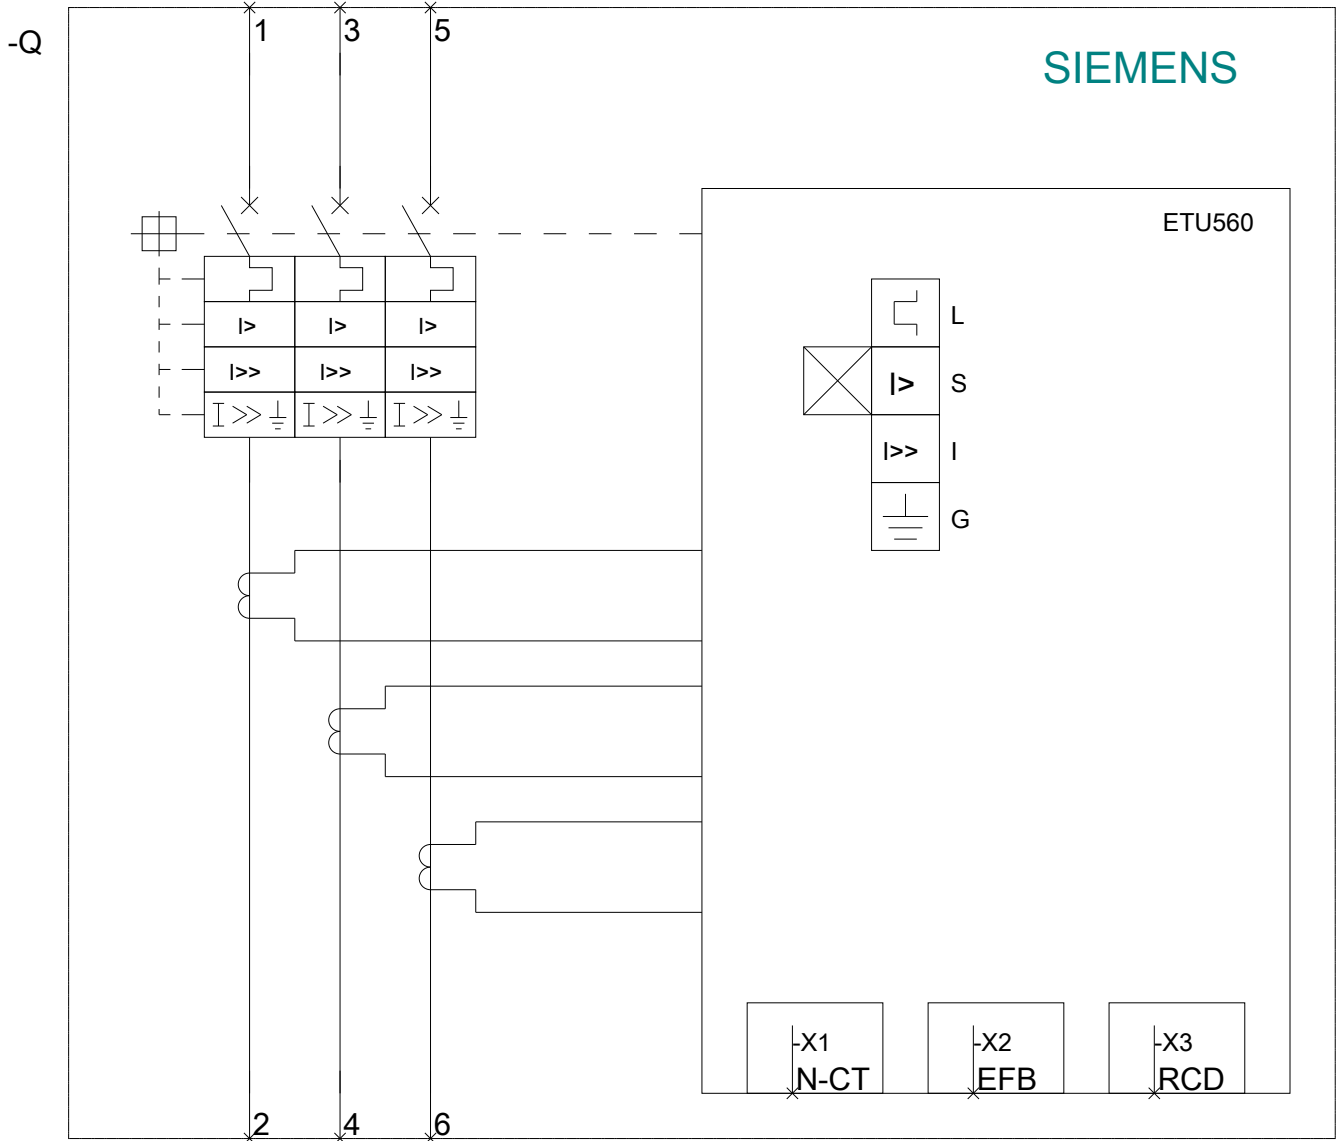 1 3 5
-Q
SIEMENS
ETU560
L
I> I> I> I> S
I>> I>> I>>
I>> I
I >> I >> I >>
G
-X1 -X2 -X3
N-CT EFB RCD
2 4 6